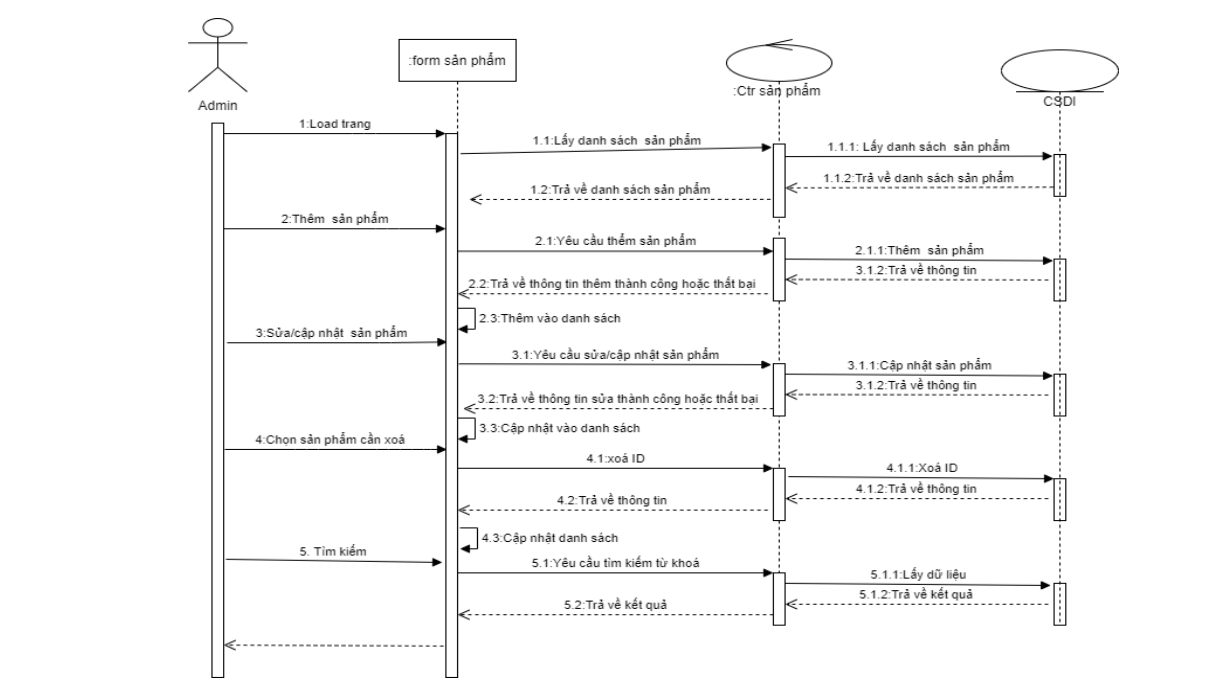 :form sản phẩm
:Ctr sản phẩm
Admin
CSDl
1:Load trang
1.1:Lấy danh sách sản phẩm
1.1.1: Lấy danh sách sản phẩm
1.1.2:Trả về danh sách sản phẩm
1.2:Trả về danh sách sản phẩm
2:Thêm sản phẩm
2.1:Yêu cầu thểm sản phẩm
2.1.1:Thêm sản phẩm
3.1.2:Trả về thông tin
2.2:Trả về thông tin thêm thành công hoặc thất bại
2.3:Thêm vào danh sách
3:Sửa/cập nhật sản phẩm
3.1:Yêu cầu sửa/cập nhật sản phẩm
3.1.1:Cập nhật sản phẩm
3.1.2:Trả về thông tin
3.2:Trả về thông tin sửa thành công hoặc thất bại
3.3:Cập nhật vào danh sách
4:Chọn sản phẩm cần xoá
4.1:xoá ID
4.1.1:Xoá ID
4.1.2:Trả về thông tin
4.2:Trả về thông tin
4.3:Cập nhật danh sách
5. Tìm kiếm
5.1:Yêu cầu tìm kiếm từ khoá
5.1.1:Lấy dữ liệu
5.1.2:Trả về kết quả
5.2:Trả về kết quả